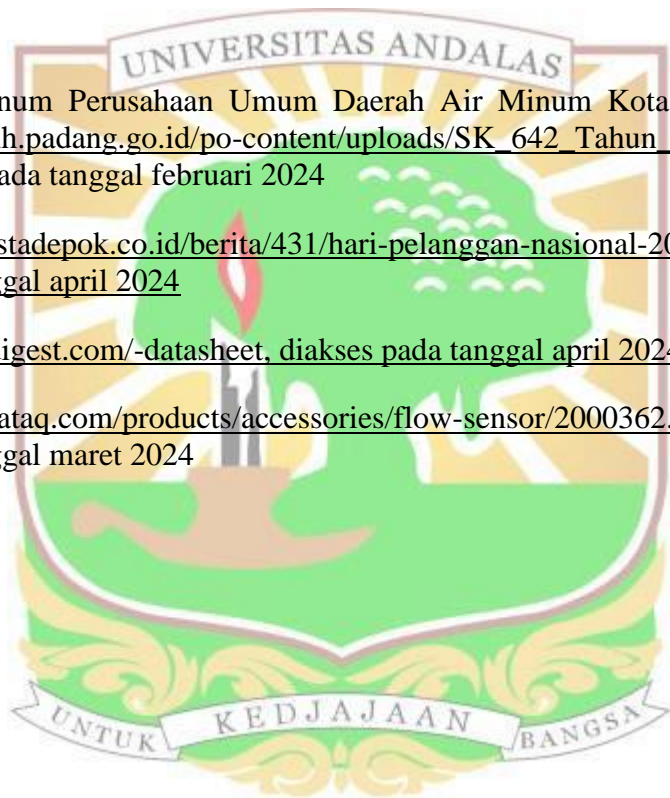 UNIVERSITAS ANDALAS
num Perusahaan Umum Daerah Air Minum Kota
h.padang.go.id/po-content/uploads/SK_642_Tahun_
ada tanggal februari 2024
stadepok.co.id/berita/431/hari-pelanggan-nasional-20
ggal april 2024
igest.com/-datasheet, diakses pada tanggal april 2024
ataq.com/products/accessories/flow-sensor/2000362.
ggal maret 2024
UNTUK KEDJAJAAN BANGSA